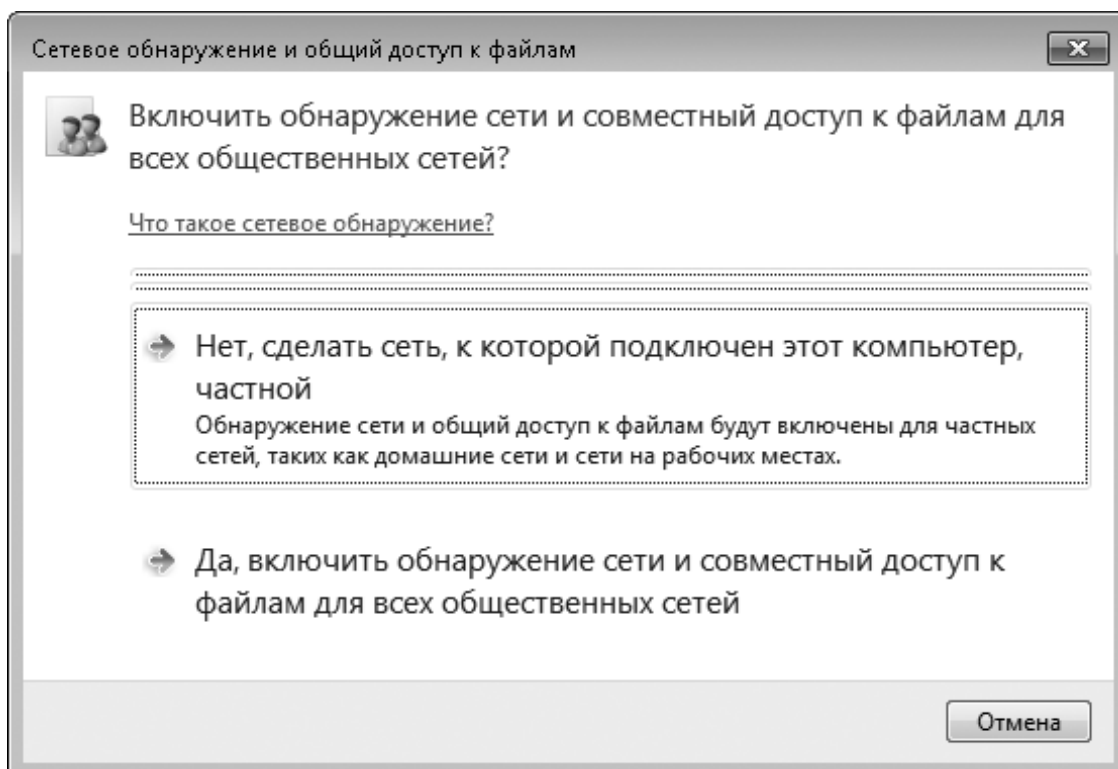 Сетевое обнаружение и общий доступ к файлам
Включить обнаружение сети и совместный доступ к файлам для
всех общественных сетей?
Что такое сетевое обнаружение?
Нет, сделать сеть, к которой подключен этот компьютер,
частной
Обнаружение сети и общий доступ к файлам будут включены для частных
сетей, таких как домашние сети и сети на рабочих местах.
Да, включить обнаружение сети и совместный доступ к
файлам для всех общественных сетей
Отмена